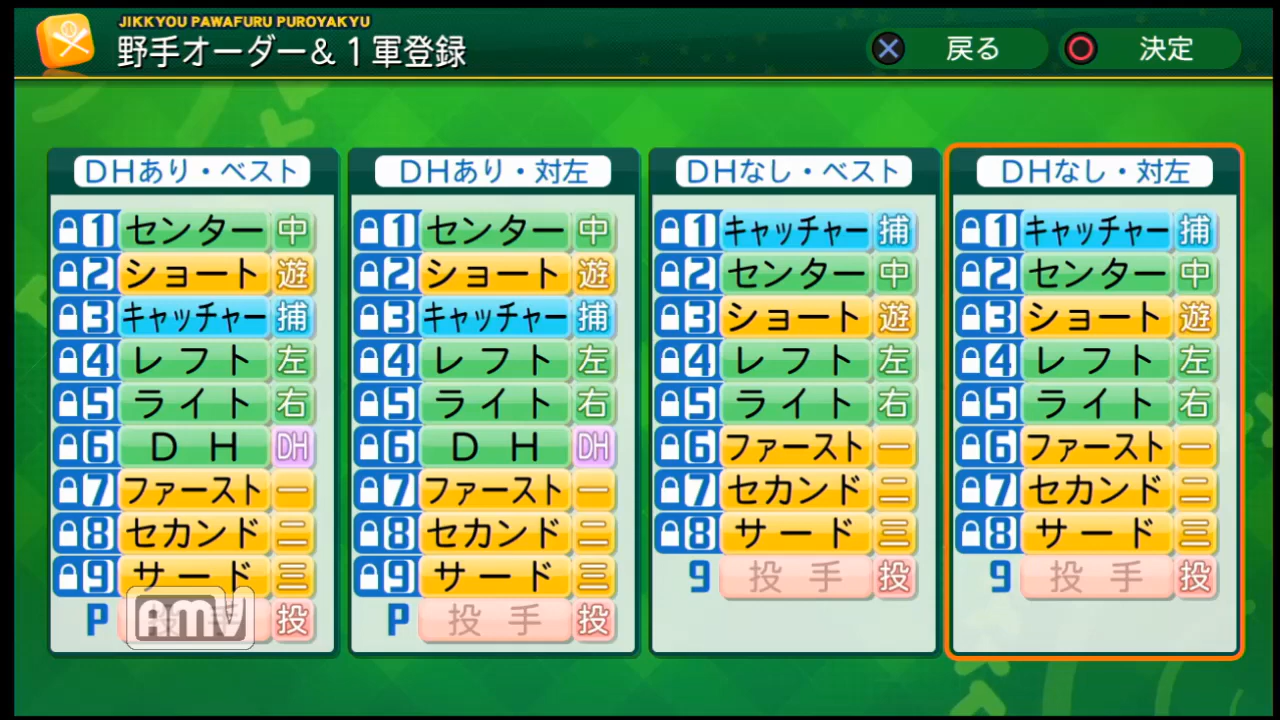 JIKKYOU PAWAFURU PUROYAKYU
野手オーダー＆１軍登録
戻る
決定
DHあり・ベスト
1 センター 中
2 ショート 遊
3 キャッチャー 捕
4 レフト 左
5 ライト 右
6 DH DH
7 ファースト 一
8 セカンド 二
9 サード 三
P 投手 投
AmV
DHあり・対左
1 センター 中
2 ショート 遊
3 キャッチャー 捕
4 レフト 左
5 ライト 右
6 DH DH
7 ファースト 一
8 セカンド 二
9 サード 三
P 投手 投
DHなし・ベスト
1 キャッチャー 捕
2 センター 中
3 ショート 遊
4 レフト 左
5 ライト 右
6 ファースト 一
7 セカンド 二
8 サード 三
9 投手 投
DHなし・対左
1 キャッチャー 捕
2 センター 中
3 ショート 遊
4 レフト 左
5 ライト 右
6 ファースト 一
7 セカンド 二
8 サード 三
9 投手 投